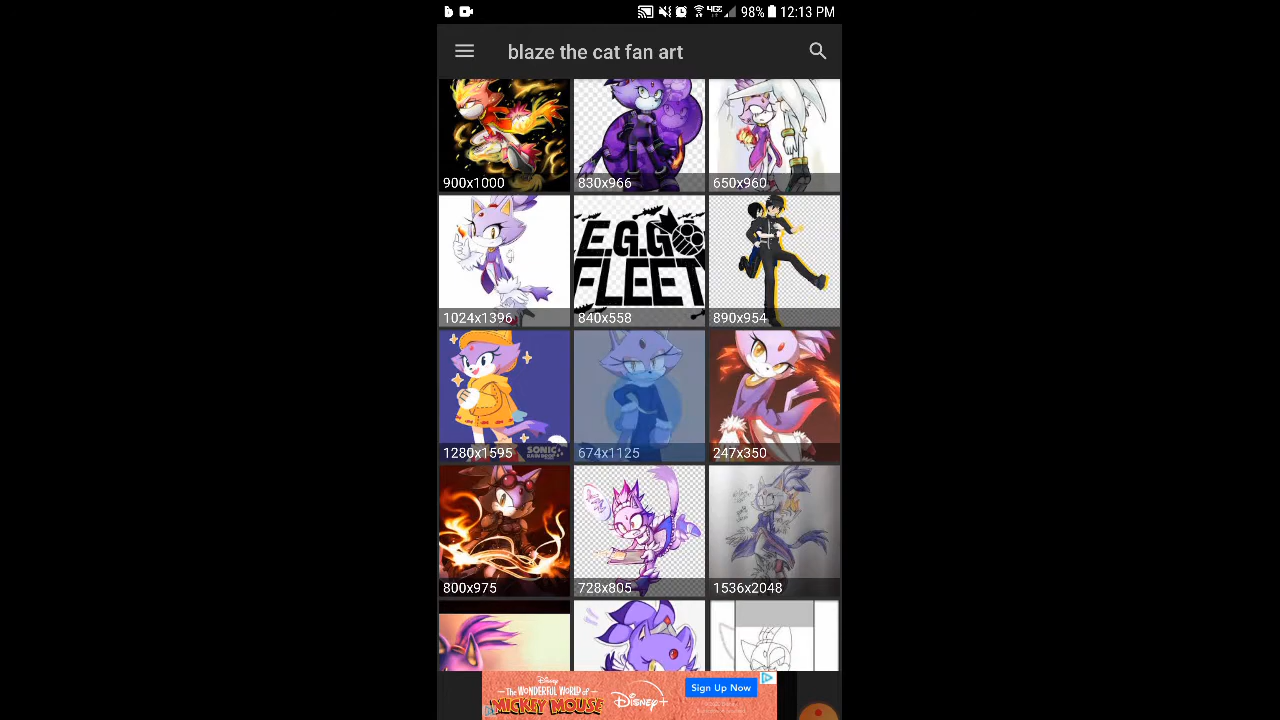 98% 12:13 PM
blaze the cat fan art
900x1000
830x966
650x960
1024x1396
E.G.G
FLEET
840x558
890x954
1280x1595
SONIC
674x1125
247x350
800x975
728x805
1536x2048
Disney
THE WONDERFUL WORLD OF
MICKEY MOUSE
Disney+
Sign Up Now